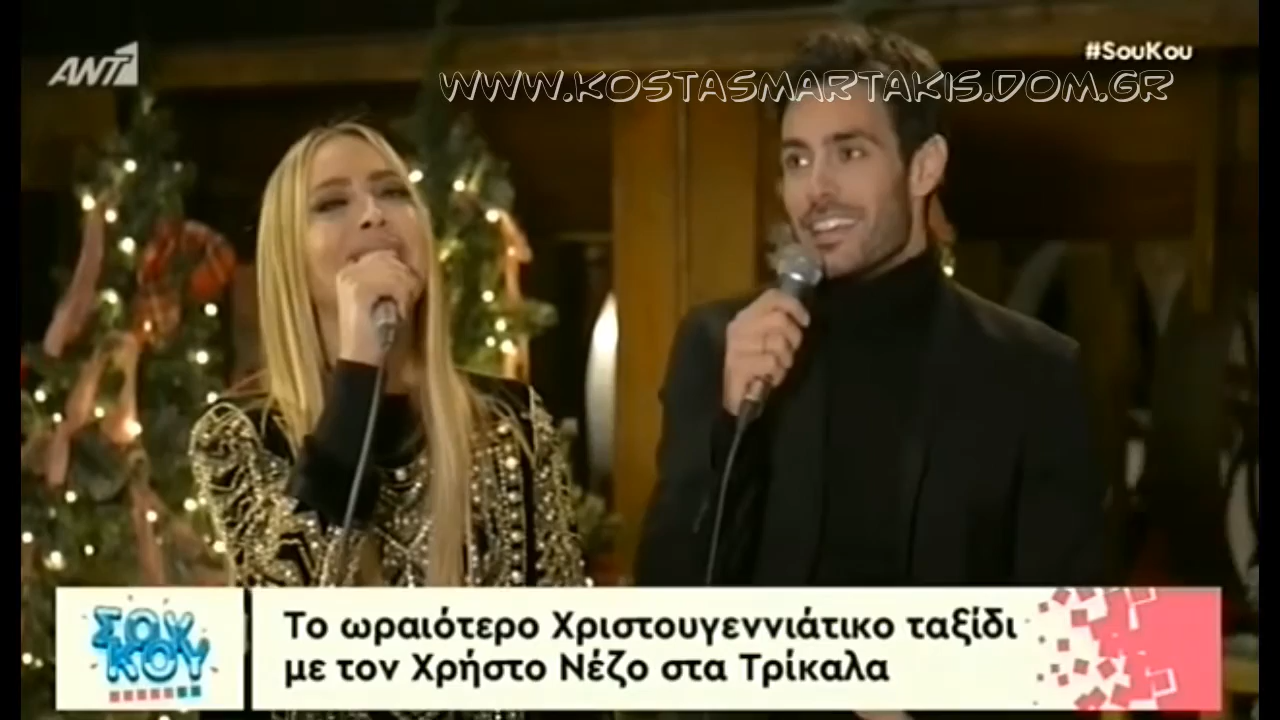 ANT1
#SouKou
WWW.KOSTASMARTAKIS.DOM.GR
ΣΟΥ
ΚΟΥ
Το ωραιότερο Χριστουγεννιάτικο ταξίδι
με τον Χρήστο Νέζο στα Τρίκαλα